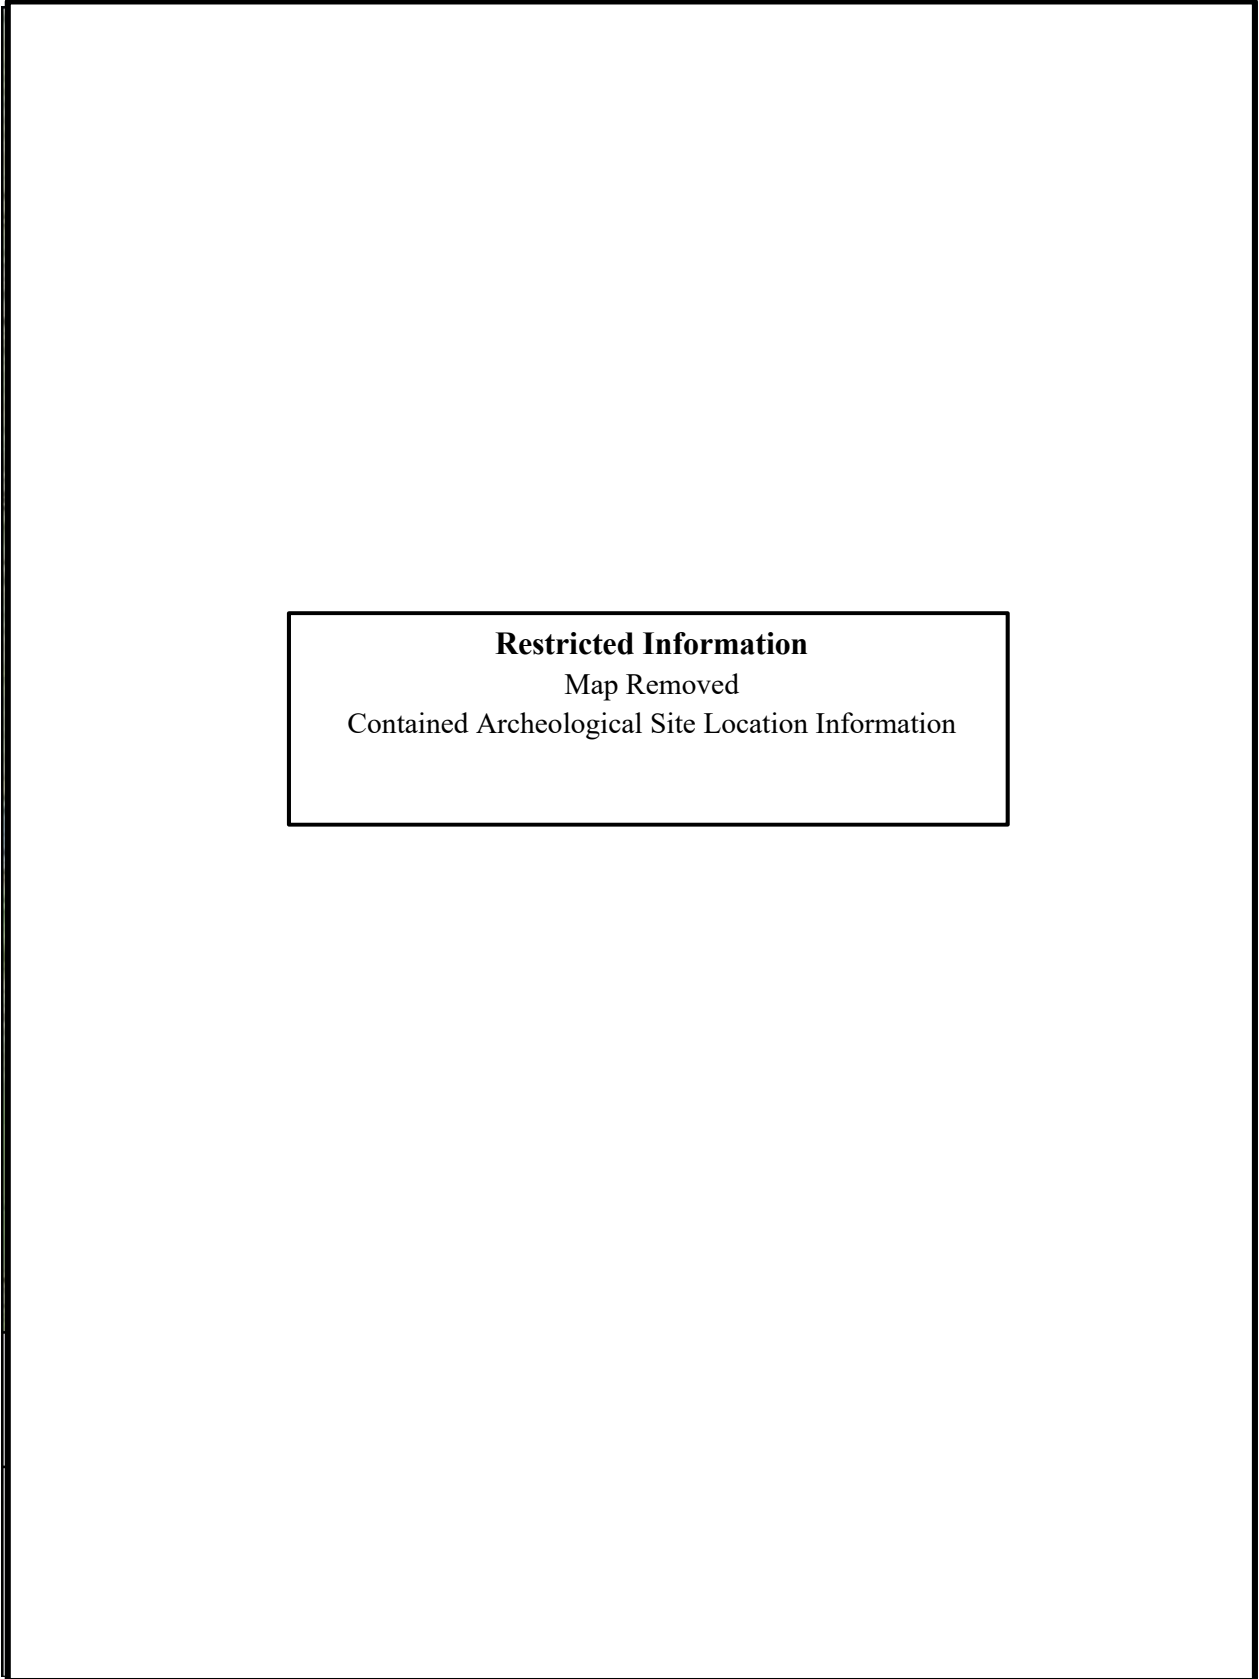 Restricted Information
Map Removed
Contained Archeological Site Location Information